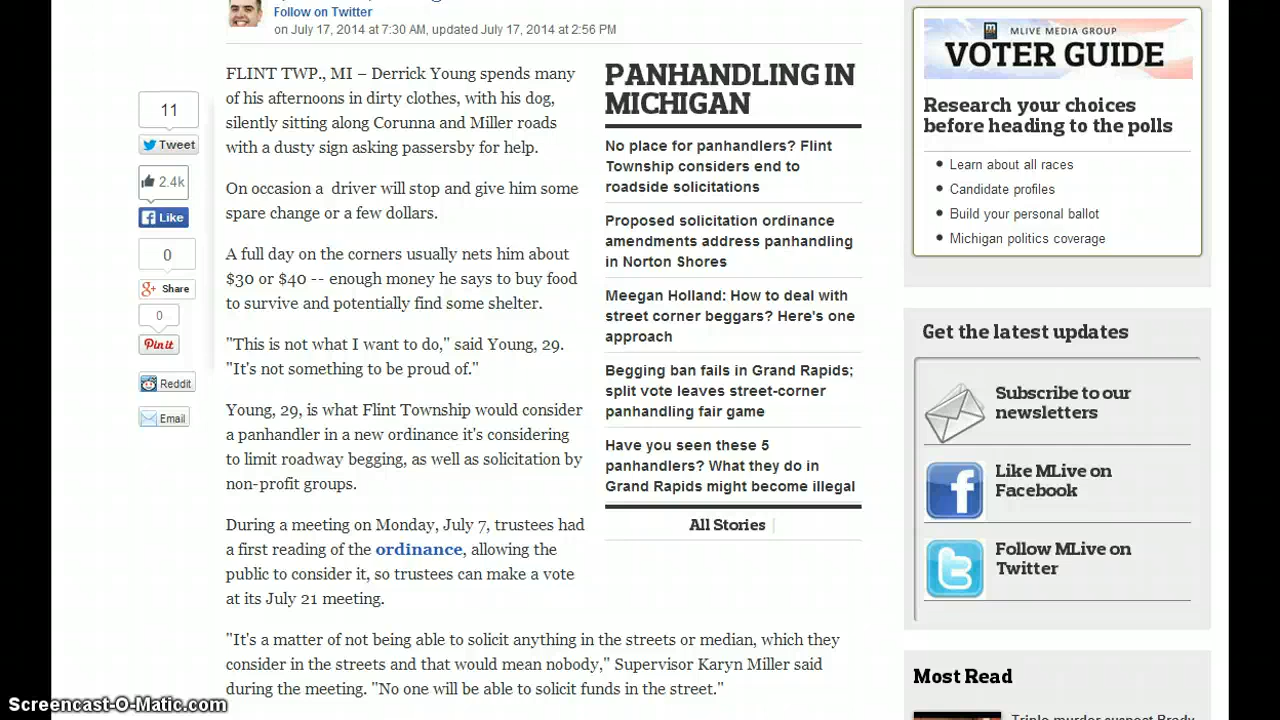 Follow on Twitter
on July 17, 2014 at 7:30 AM, updated July 17, 2014 at 2:56 PM
11
Tweet
2.4k
Like
0
Share
0
Pin it
Reddit
Email
FLINT TWP., MI – Derrick Young spends many
of his afternoons in dirty clothes, with his dog,
silently sitting along Corunna and Miller roads
with a dusty sign asking passersby for help.
On occasion a driver will stop and give him some
spare change or a few dollars.
A full day on the corners usually nets him about
$30 or $40 -- enough money he says to buy food
to survive and potentially find some shelter.
"This is not what I want to do," said Young, 29.
"It's not something to be proud of."
Young, 29, is what Flint Township would consider
a panhandler in a new ordinance it's considering
to limit roadway begging, as well as solicitation by
non-profit groups.
During a meeting on Monday, July 7, trustees had
a first reading of the ordinance, allowing the
public to consider it, so trustees can make a vote
at its July 21 meeting.
"It's a matter of not being able to solicit anything in the streets or median, which they
consider in the streets and that would mean nobody," Supervisor Karyn Miller said
during the meeting. "No one will be able to solicit funds in the street."
PANHANDLING IN
MICHIGAN
No place for panhandlers? Flint
Township considers end to
roadside solicitations
Proposed solicitation ordinance
amendments address panhandling
in Norton Shores
Meegan Holland: How to deal with
street corner beggars? Here's one
approach
Begging ban fails in Grand Rapids;
split vote leaves street-corner
panhandling fair game
Have you seen these 5
panhandlers? What they do in
Grand Rapids might become illegal
All Stories
MLIVE MEDIA GROUP
VOTER GUIDE
Research your choices
before heading to the polls
Learn about all races
Candidate profiles
Build your personal ballot
Michigan politics coverage
Get the latest updates
Subscribe to our
newsletters
Like MLive on
Facebook
Follow MLive on
Twitter
Most Read
Triple murder suspect Brady
Screencast-O-Matic.com